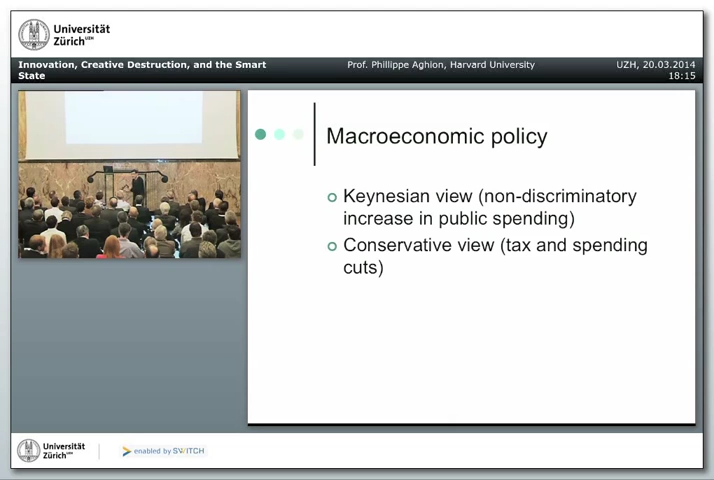 Universität
Zürich UZH
Innovation, Creative Destruction, and the Smart
State
Prof. Phillippe Aghion, Harvard University
UZH, 20.03.2014
18:15
Macroeconomic policy
Keynesian view (non-discriminatory
increase in public spending)
Conservative view (tax and spending
cuts)
Universität
Zürich UZH
enabled by SWITCH